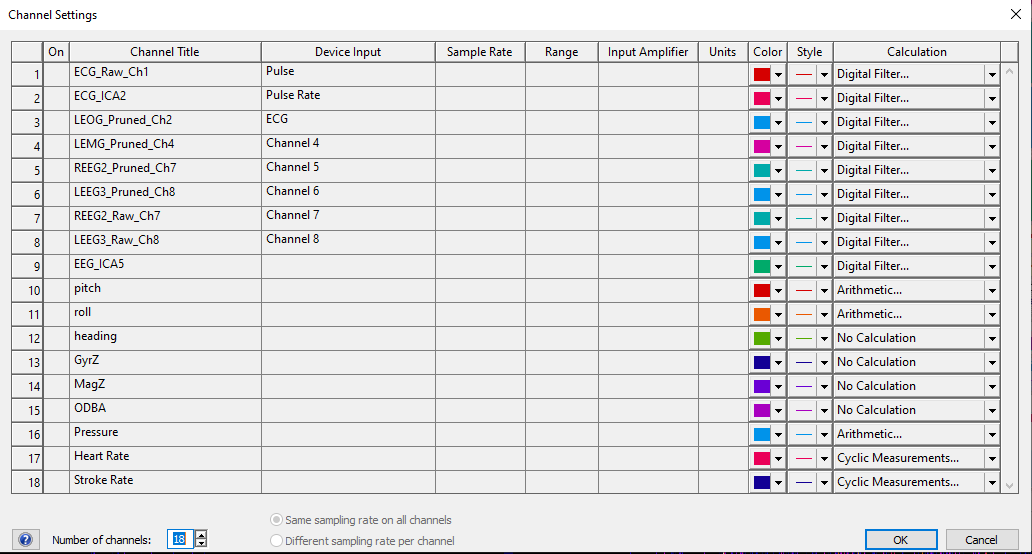 Channel Settings
On Channel Title Device Input Sample Rate Range Input Amplifier Units Color Style Calculation
1 ECG_Raw_Ch1 Pulse Digital Filter...
2 ECG_ICA2 Pulse Rate Digital Filter...
3 LEOG_Pruned_Ch2 ECG Digital Filter...
4 LEMG_Pruned_Ch4 Channel 4 Digital Filter...
5 REEG2_Pruned_Ch7 Channel 5 Digital Filter...
6 LEEG3_Pruned_Ch8 Channel 6 Digital Filter...
7 REEG2_Raw_Ch7 Channel 7 Digital Filter...
8 LEEG3_Raw_Ch8 Channel 8 Digital Filter...
9 EEG_ICA5 Digital Filter...
10 pitch Arithmetic...
11 roll Arithmetic...
12 heading No Calculation
13 GyrZ No Calculation
14 MagZ No Calculation
15 ODBA No Calculation
16 Pressure Arithmetic...
17 Heart Rate Cyclic Measurements...
18 Stroke Rate Cyclic Measurements...
Same sampling rate on all channels
? Number of channels: 18 OK Cancel
Different sampling rate per channel